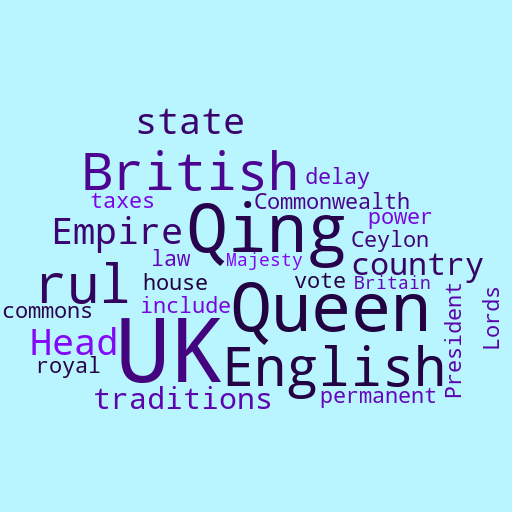 state
British
delay
taxes
Commonwealth
Qing
power
Empire
Ceylon
law
Majesty
country
rul
house
vote
Britain
include
commons
Queen
President
Lords
Head
UK
English
royal
traditions
permanent